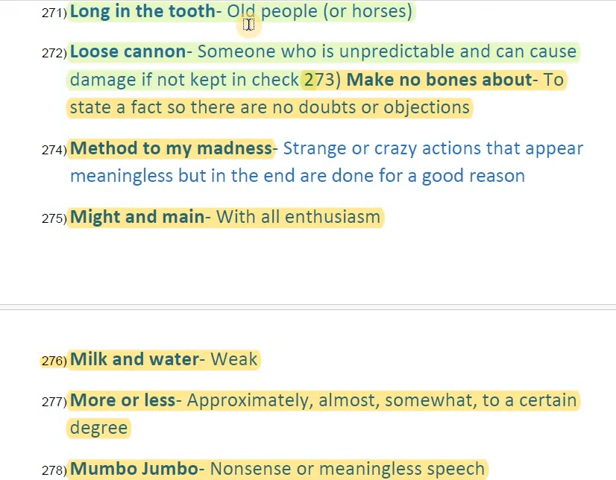 271) Long in the tooth- Old people (or horses)
272) Loose cannon- Someone who is unpredictable and can cause
damage if not kept in check 273) Make no bones about- To
state a fact so there are no doubts or objections
274) Method to my madness- Strange or crazy actions that appear
meaningless but in the end are done for a good reason
275) Might and main- With all enthusiasm
276) Milk and water- Weak
277) More or less- Approximately, almost, somewhat, to a certain
degree
278) Mumbo Jumbo- Nonsense or meaningless speech